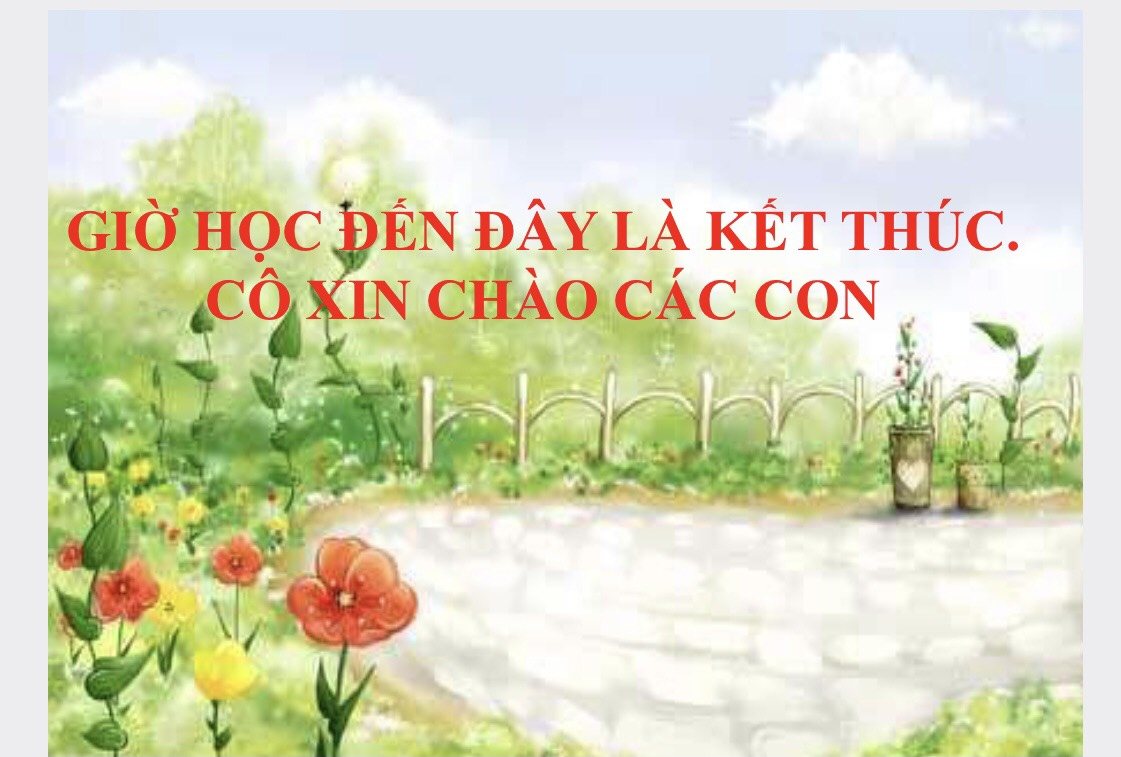 GIỜ HỌC ĐẾN ĐÂY LÀ KẾT THÚC.
CÔ XIN CHÀO CÁC CON